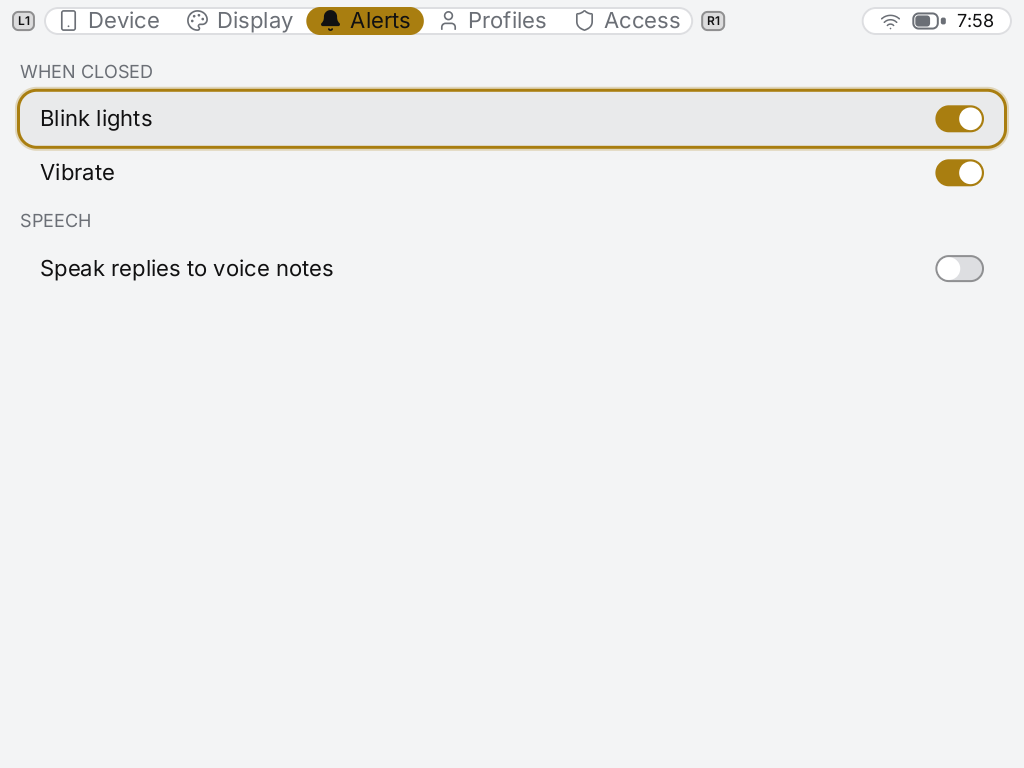 L1 Device Display Alerts Profiles Access R1 7:58
WHEN CLOSED
Blink lights
Vibrate
SPEECH
Speak replies to voice notes